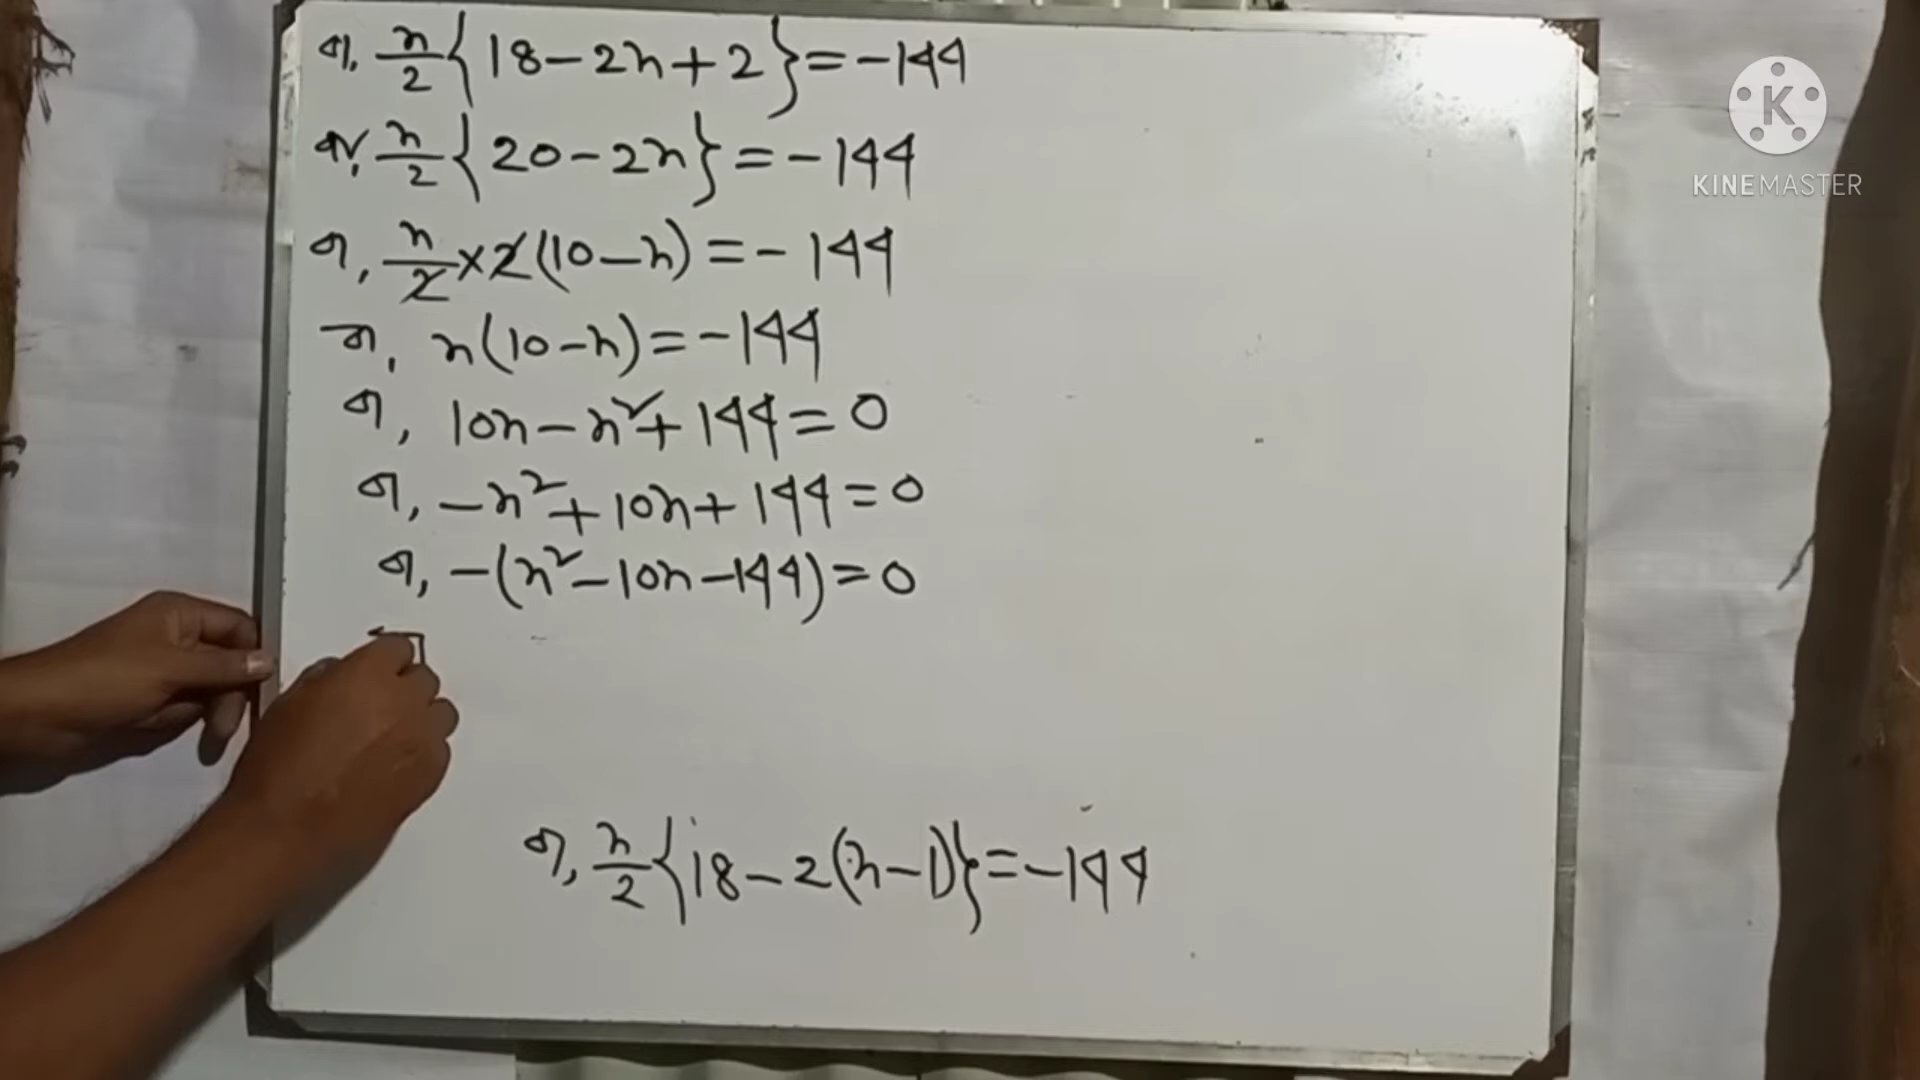 বা, n/2 {18-2n+2} = -144
বা, n/2 {20-2n} = -144
বা, n/2 × 2(10-n) = -144
বা, n(10-n) = -144
বা, 10n-n²+144=0
বা, -n²+10n+144=0
বা, -(n²-10n-144)=0
বা, n/2 {18-2(n-1)} = -144
K
KINEMASTER